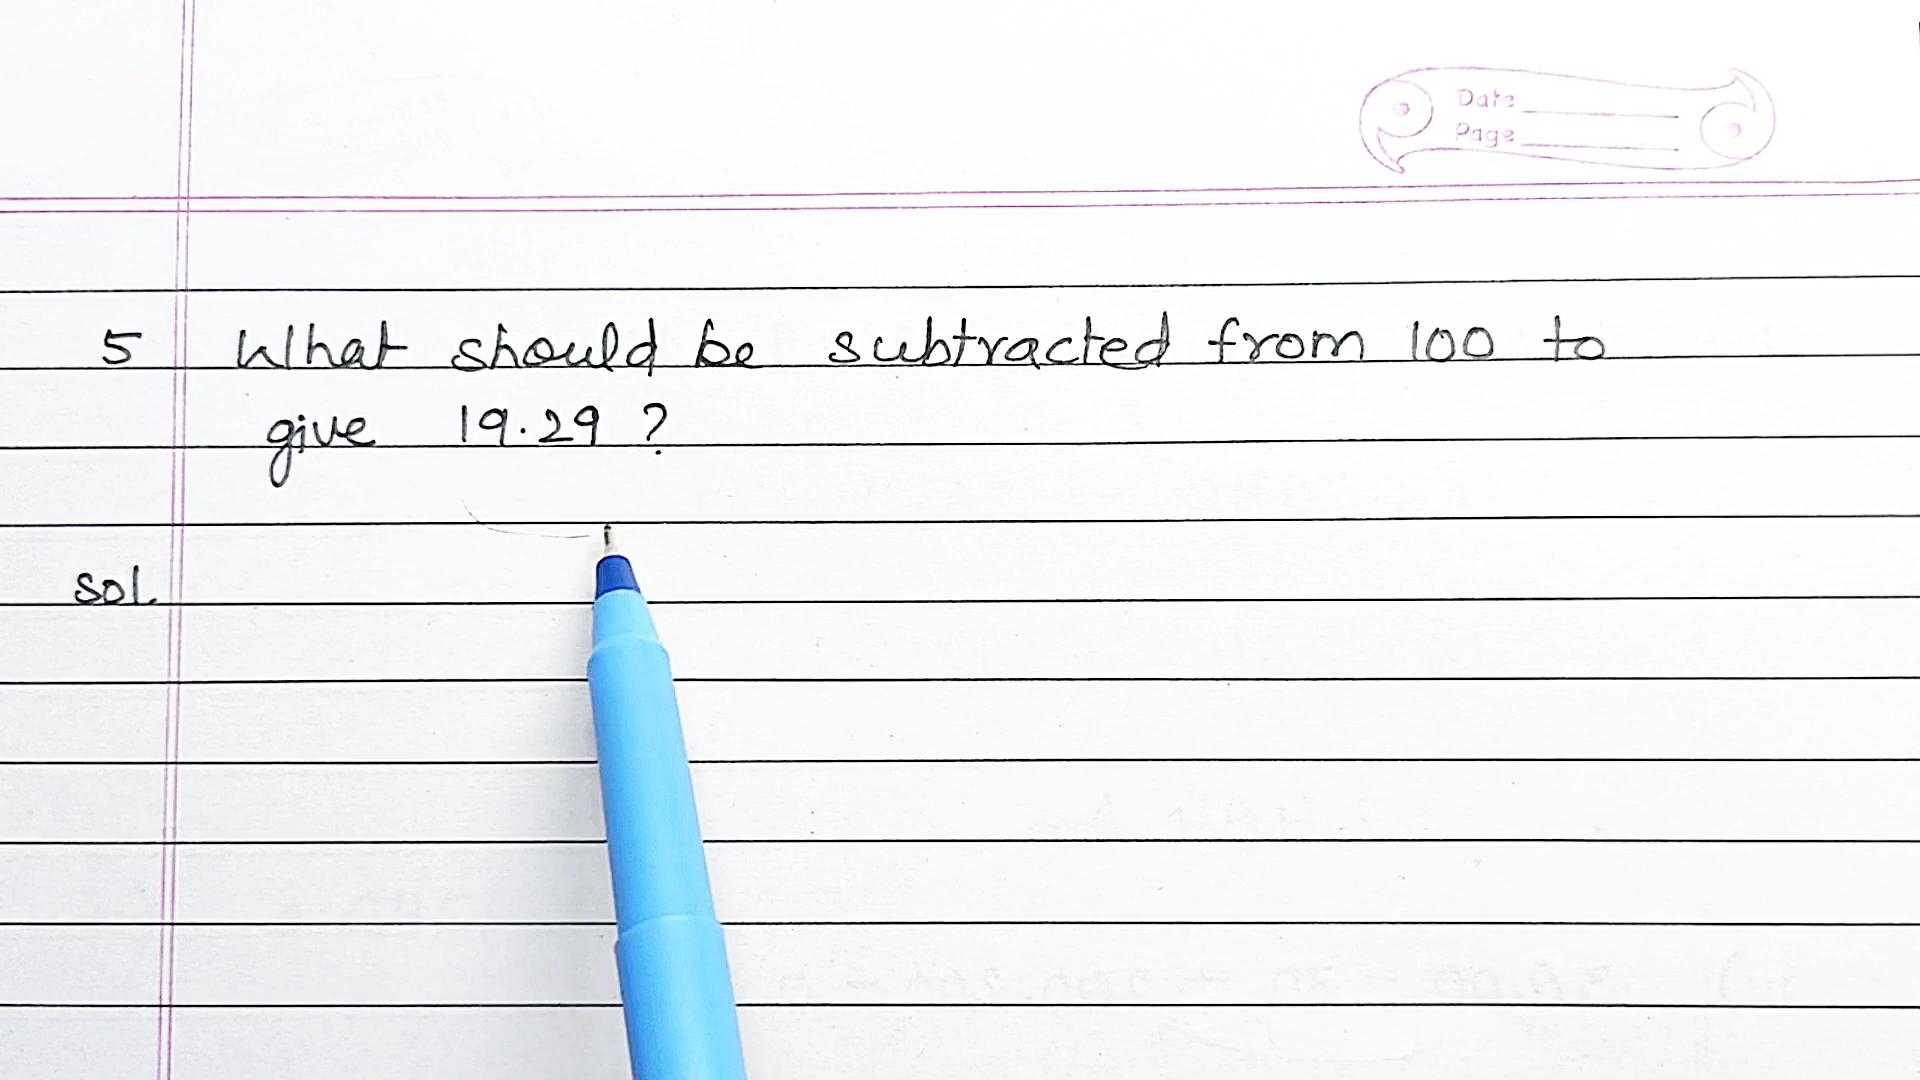 Date
Page
5 What should be subtracted from 100 to
give 19.29 ?
sol.